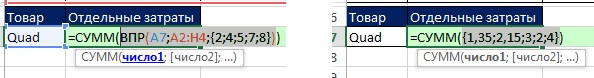 Товар Отдельные затраты
Quad =СУММ(ВПР(A7;A2:H4;{2;4;5;7;8}))
СУММ(число1; [число2]; ...)
6 Товар Отдельные затраты
7 Quad =СУММ({1,35;2,15;3;2;4})
СУММ(число1; [число2]; ...)